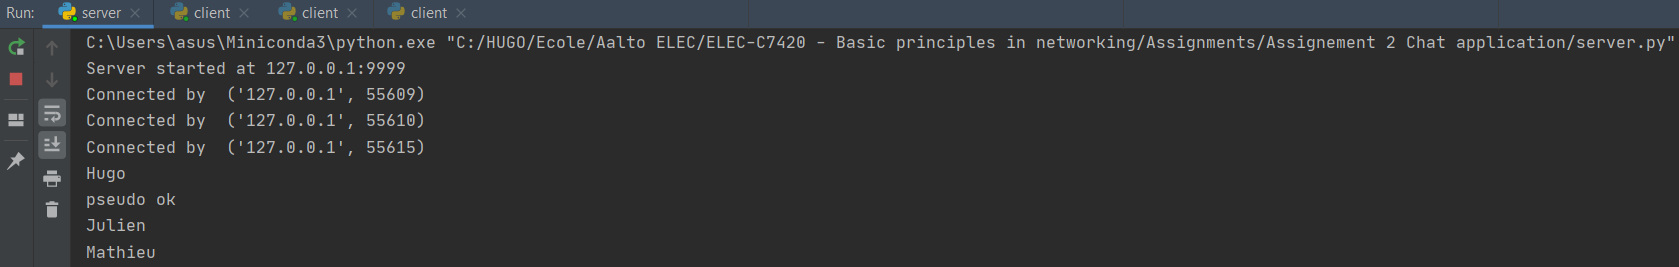 Run: server client client client
C:\Users\asus\Miniconda3\python.exe "C:/HUGO/Ecole/Aalto ELEC/ELEC-C7420 - Basic principles in networking/Assignments/Assignement 2 Chat application/server.py"
Server started at 127.0.0.1:9999
Connected by  ('127.0.0.1', 55609)
Connected by  ('127.0.0.1', 55610)
Connected by  ('127.0.0.1', 55615)
Hugo
pseudo ok
Julien
Mathieu